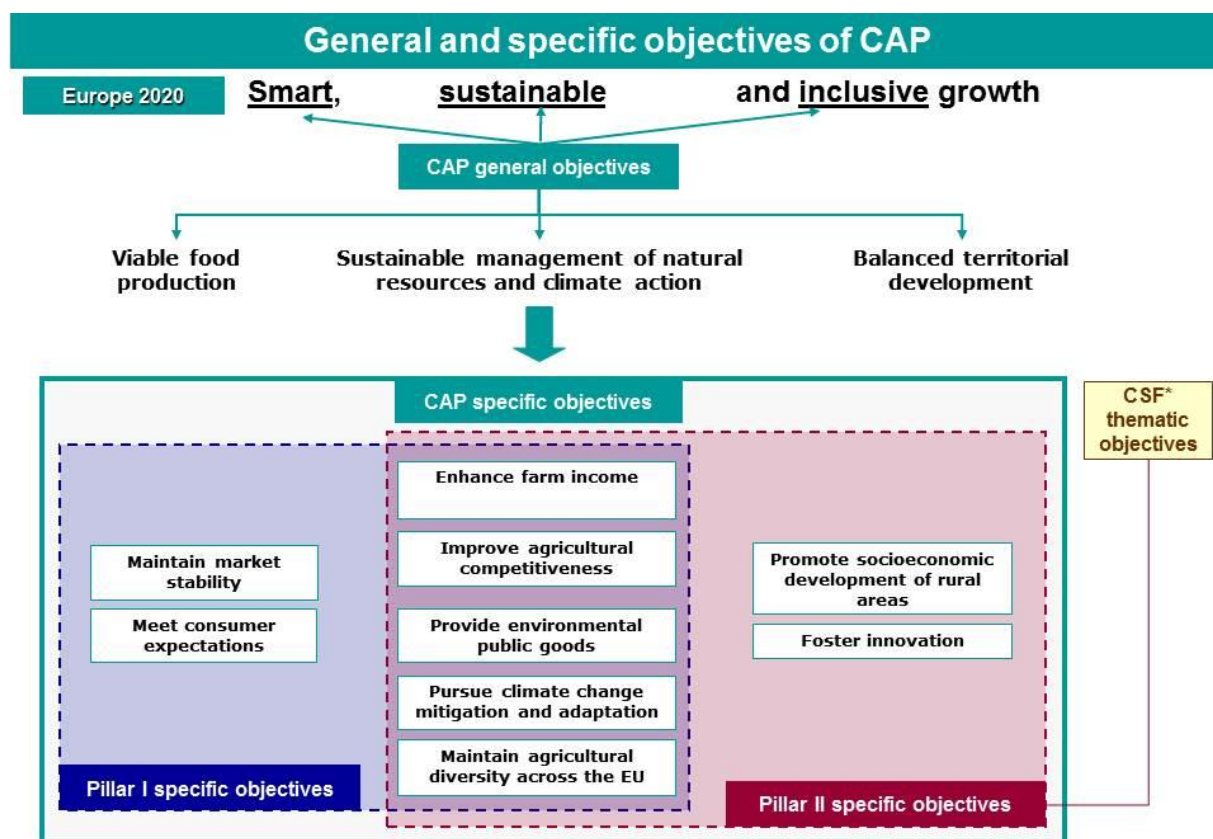 General and specific objectives of CAP
Europe 2020
Smart, sustainable and inclusive growth
CAP general objectives
Viable food
production
Sustainable management of natural
resources and climate action
Balanced territorial
development
CAP specific objectives
CSF*
thematic
objectives
Maintain market
stability
Meet consumer
expectations
Enhance farm income
Improve agricultural
competitiveness
Provide environmental
public goods
Pursue climate change
mitigation and adaptation
Maintain agricultural
diversity across the EU
Promote socioeconomic
development of rural
areas
Foster innovation
Pillar I specific objectives
Pillar II specific objectives